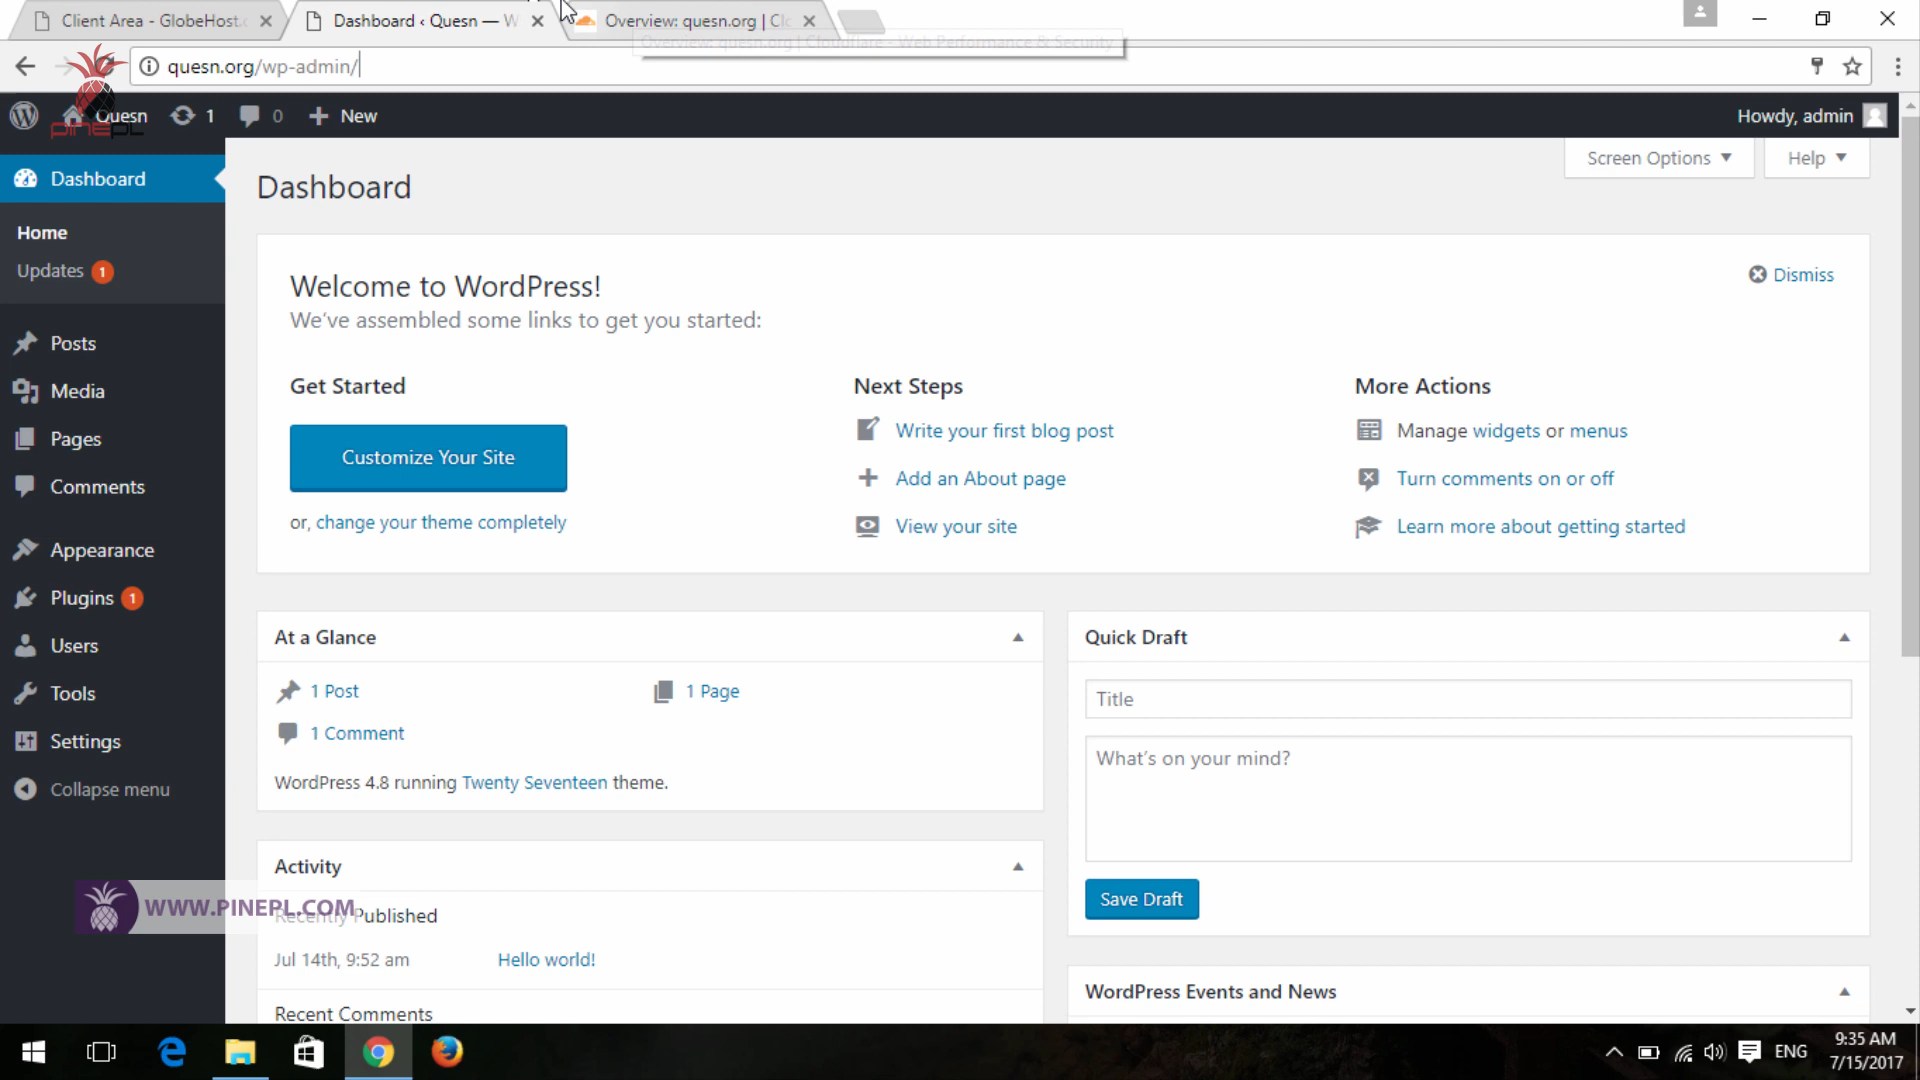 Client Area - GlobeHost.
Dashboard ‹ Quesn — W
Overview: quesn.org | Cl
Overview: quesn.org | Cloudflare - Web Performance & Security
quesn.org/wp-admin/
Quesn
1
0
New
Howdy, admin
PINEPL
Dashboard
Home
Updates 1
Posts
Media
Pages
Comments
Appearance
Plugins 1
Users
Tools
Settings
Collapse menu
Screen Options
Help
Dashboard
Welcome to WordPress!
Dismiss
We've assembled some links to get you started:
Get Started
Customize Your Site
or, change your theme completely
Next Steps
Write your first blog post
Add an About page
View your site
More Actions
Manage widgets or menus
Turn comments on or off
Learn more about getting started
At a Glance
1 Post
1 Page
1 Comment
WordPress 4.8 running Twenty Seventeen theme.
Activity
Recently Published
WWW.PINEPL.COM
Jul 14th, 9:52 am
Hello world!
Recent Comments
Quick Draft
Title
What's on your mind?
Save Draft
WordPress Events and News
ENG
9:35 AM
7/15/2017